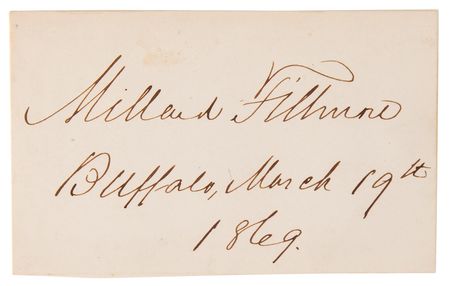 Millard Fillmore
Buffalo, March 19th
1869.